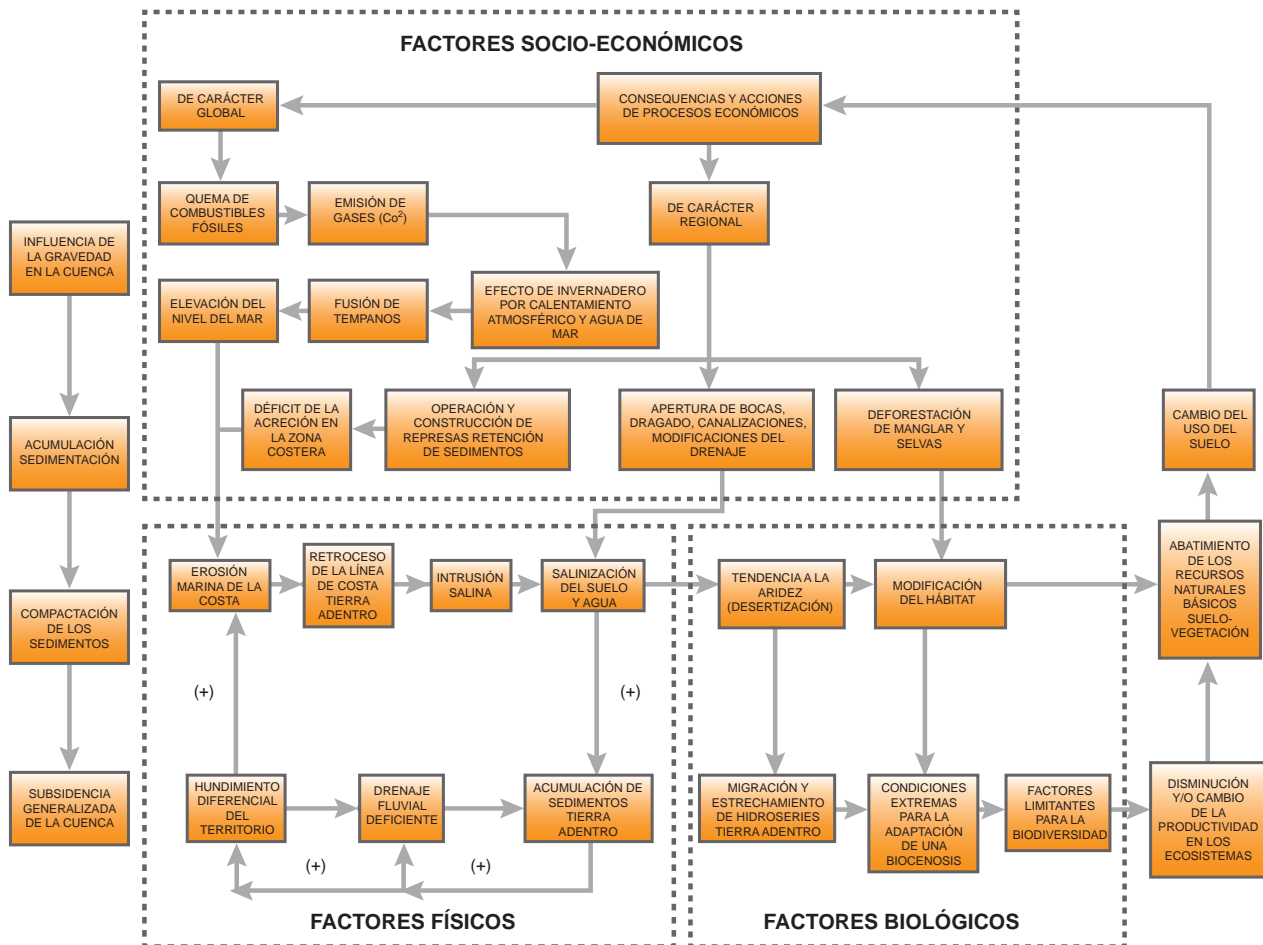 FACTORES SOCIO-ECONÓMICOS
DE CARÁCTER
GLOBAL
CONSEQUENCIAS Y ACCIONES
DE PROCESOS ECONÓMICOS
QUEMA DE
COMBUSTIBLES
FÓSILES
EMISIÓN DE
GASES (Co²)
DE CARÁCTER
REGIONAL
INFLUENCIA DE
LA GRAVEDAD
EN LA CUENCA
ELEVACIÓN DEL
NIVEL DEL MAR
FUSIÓN DE
TEMPANOS
EFECTO DE INVERNADERO
POR CALENTAMIENTO
ATMOSFÉRICO Y AGUA DE
MAR
DÉFICIT DE LA
ACRECIÓN EN
LA ZONA
COSTERA
OPERACIÓN Y
CONSTRUCCIÓN DE
REPRESAS RETENCIÓN
DE SEDIMENTOS
APERTURA DE BOCAS,
DRAGADO, CANALIZACIONES,
MODIFICACIONES DEL
DRENAJE
DEFORESTACIÓN
DE MANGLAR Y
SELVAS
CAMBIO DEL
USO DEL
SUELO
ACUMULACIÓN
SEDIMENTACIÓN
EROSIÓN
MARINA DE LA
COSTA
RETROCESO
DE LA LÍNEA
DE COSTA
TIERRA
ADENTRO
INTRUSIÓN
SALINA
SALINIZACIÓN
DEL SUELO
Y AGUA
TENDENCIA A LA
ARIDEZ
(DESERTIZACIÓN)
MODIFICACIÓN
DEL HÁBITAT
ABATIMIENTO
DE LOS
RECURSOS
NATURALES
BÁSICOS
SUELO-
VEGETACIÓN
COMPACTACIÓN
DE LOS
SEDIMENTOS
(+)
(+)
SUBSIDENCIA
GENERALIZADA
DE LA CUENCA
HUNDIMIENTO
DIFERENCIAL
DEL
TERRITORIO
DRENAJE
FLUVIAL
DEFICIENTE
ACUMULACIÓN DE
SEDIMENTOS
TIERRA
ADENTRO
MIGRACIÓN Y
ESTRECHAMIENTO
DE HIDROSERIES
TIERRA ADENTRO
CONDICIONES
EXTREMAS
PARA LA
ADAPTACIÓN
DE UNA
BIOCENOSIS
FACTORES
LIMITANTES
PARA LA
BIODIVERSIDAD
DISMINUCIÓN
Y/O CAMBIO
DE LA
PRODUCTIVIDAD
EN LOS
ECOSISTEMAS
(+)
(+)
FACTORES FÍSICOS
FACTORES BIOLÓGICOS